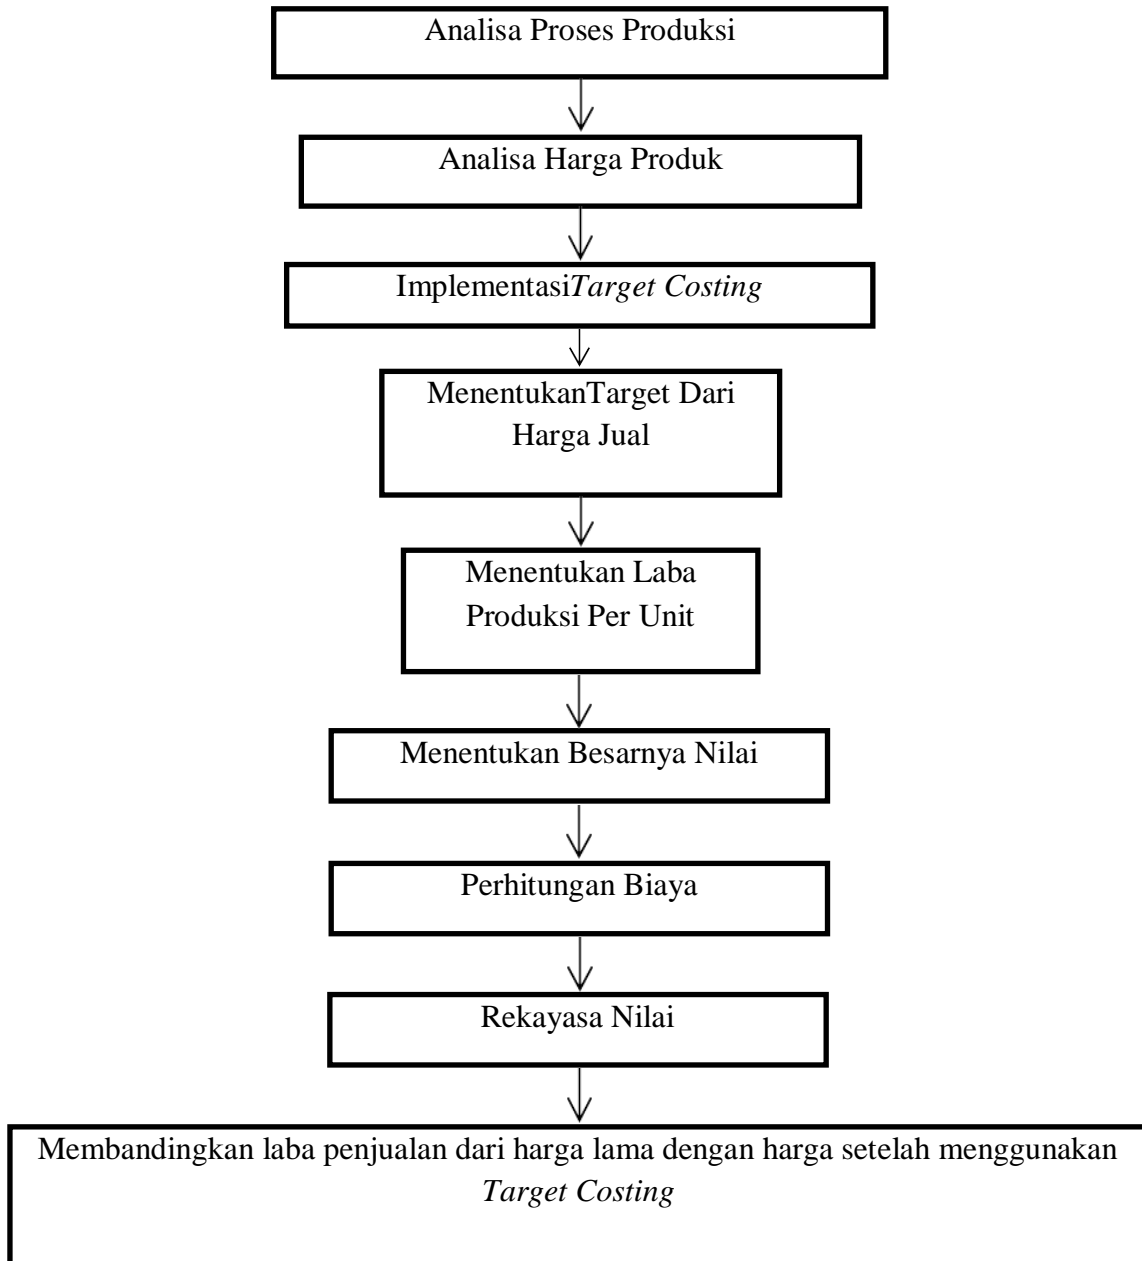 Analisa Proses Produksi
Analisa Harga Produk
ImplementasiTarget Costing
MenentukanTarget Dari
Harga Jual
Menentukan Laba
Produksi Per Unit
Menentukan Besarnya Nilai
Perhitungan Biaya
Rekayasa Nilai
Membandingkan laba penjualan dari harga lama dengan harga setelah menggunakan
Target Costing